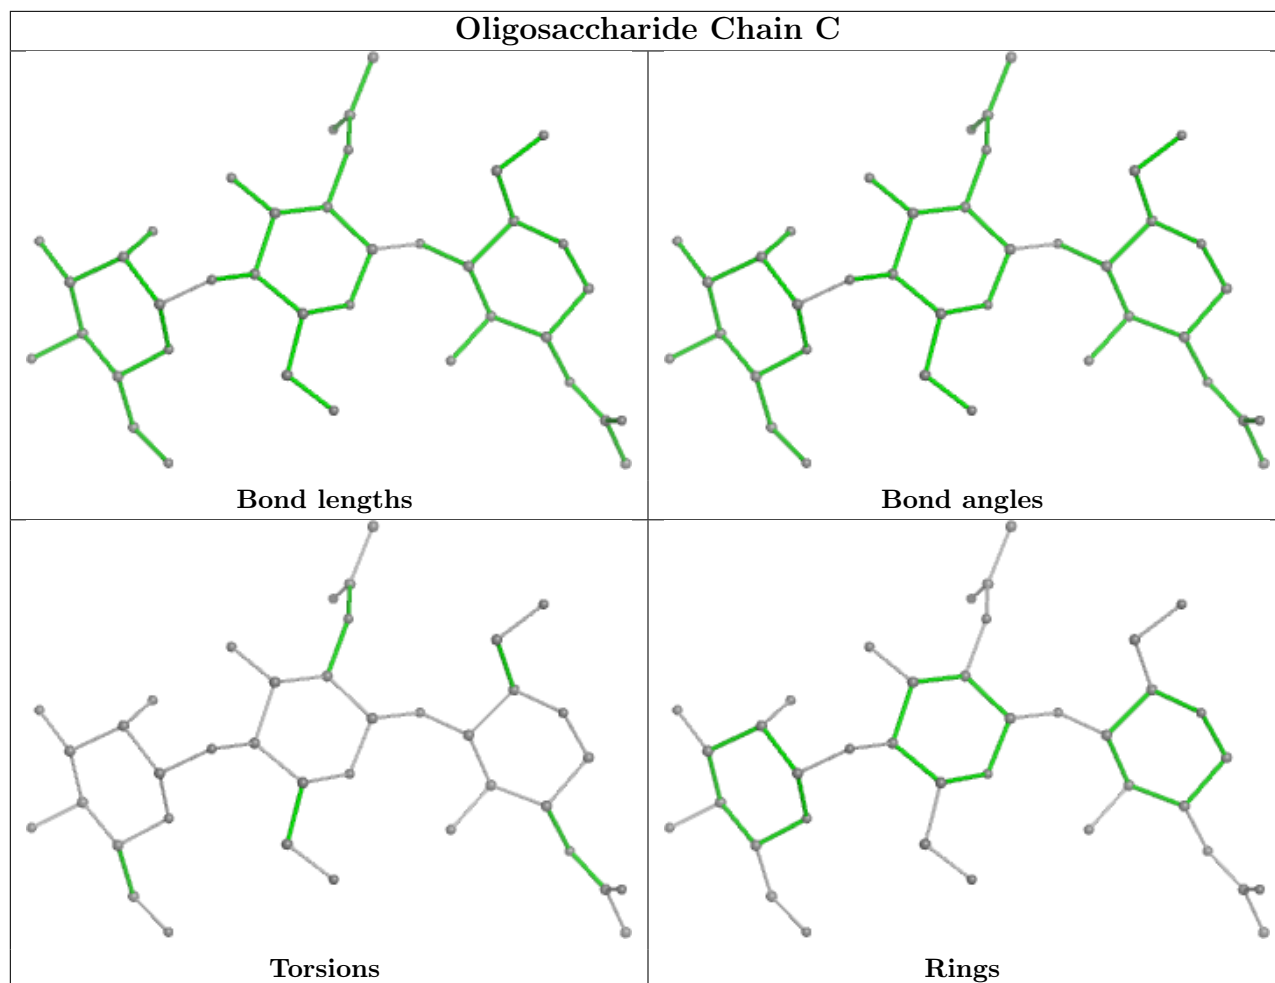 Oligosaccharide Chain C
Bond lengths
Bond angles
Torsions
Rings